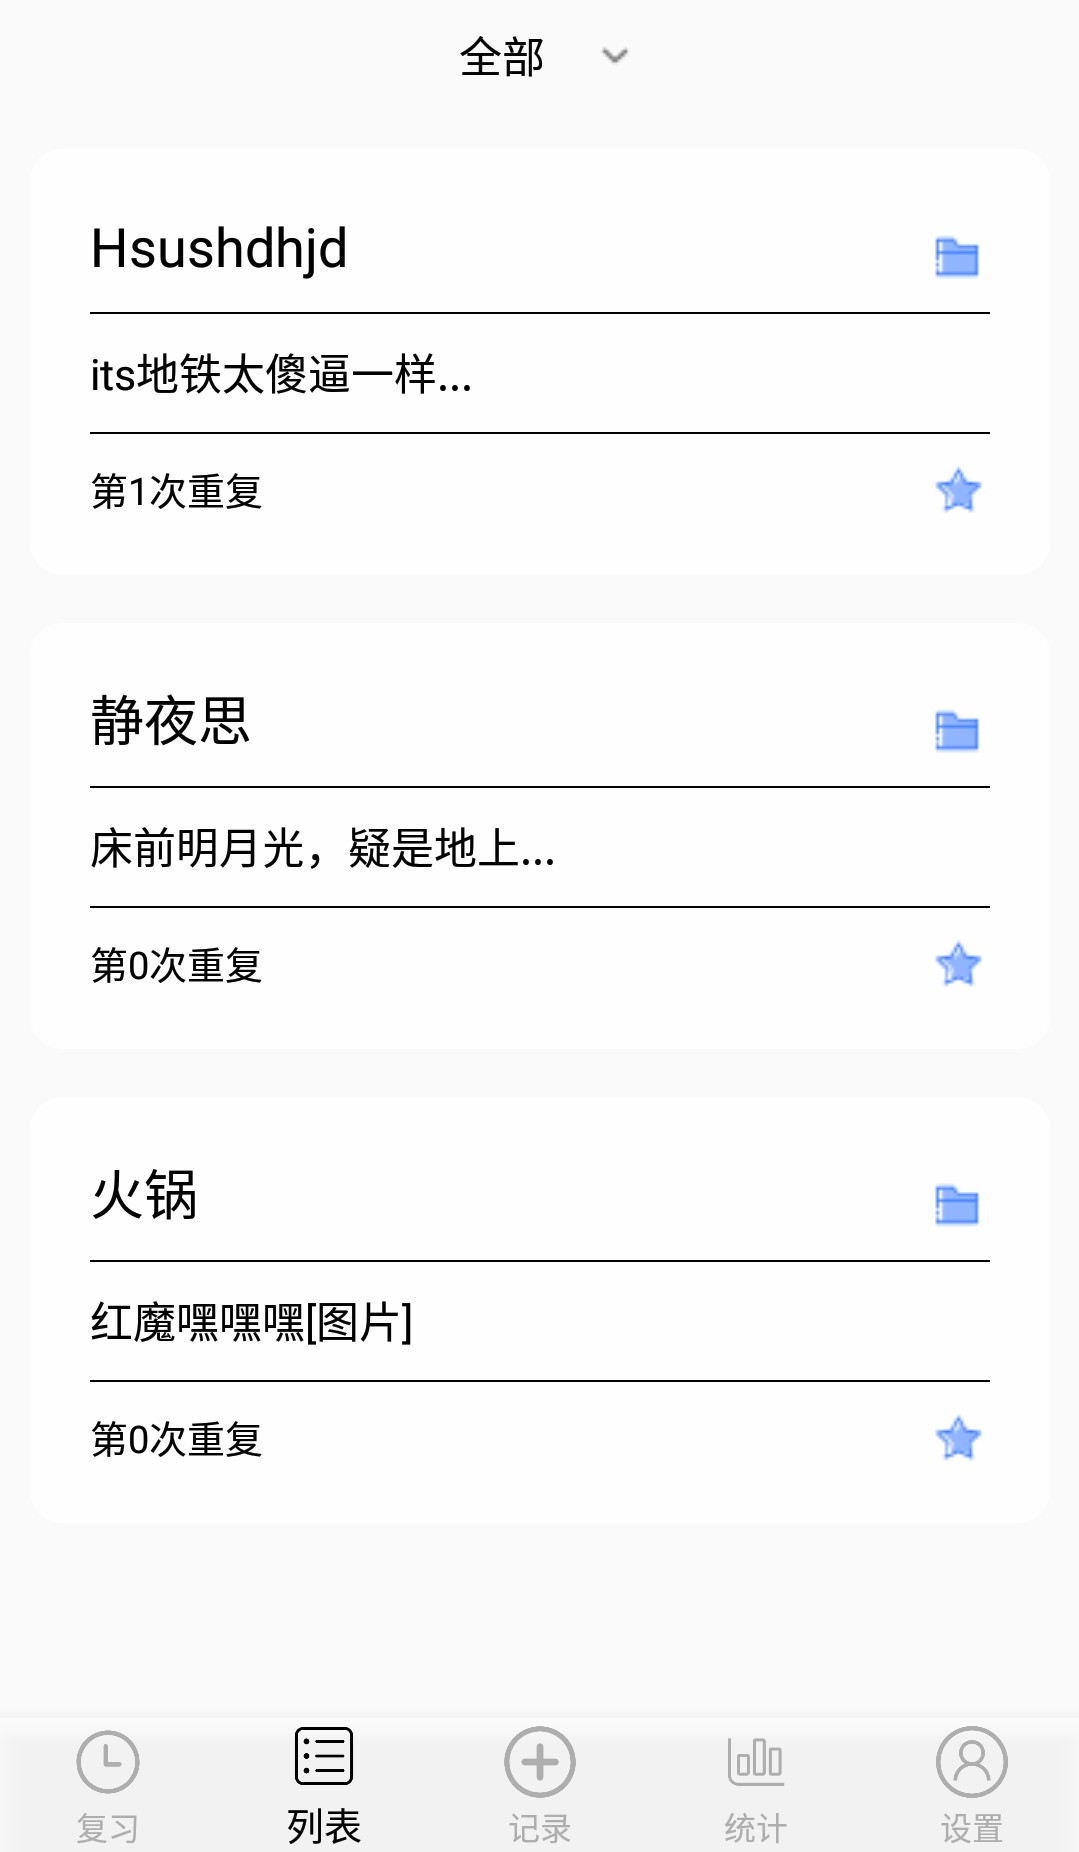 全部
Hsushdhjd
its地铁太傻逼一样...
第1次重复
静夜思
床前明月光，疑是地上...
第0次重复
火锅
红魔嘿嘿嘿[图片]
第0次重复
复习
列表
记录
统计
设置